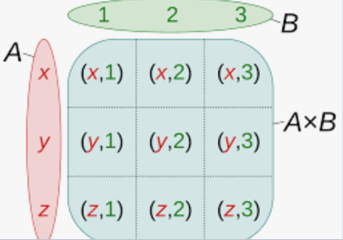 1 2 3 B
A
x (x,1) (x,2) (x,3)
A×B
y (y,1) (y,2) (y,3)
z (z,1) (z,2) (z,3)